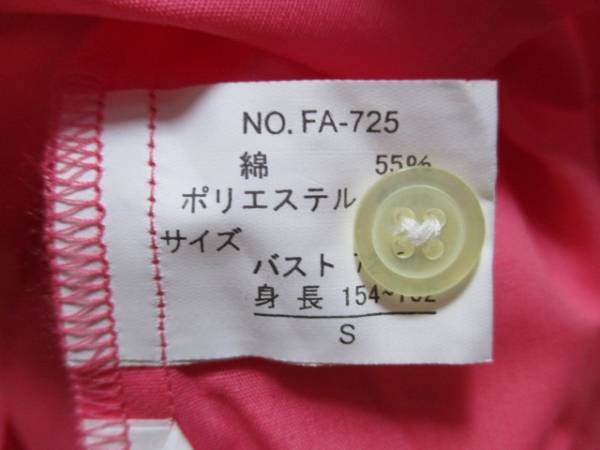 NO. FA-725
綿 55%
ポリエステル
サイズ
バスト
身長 154~162
S